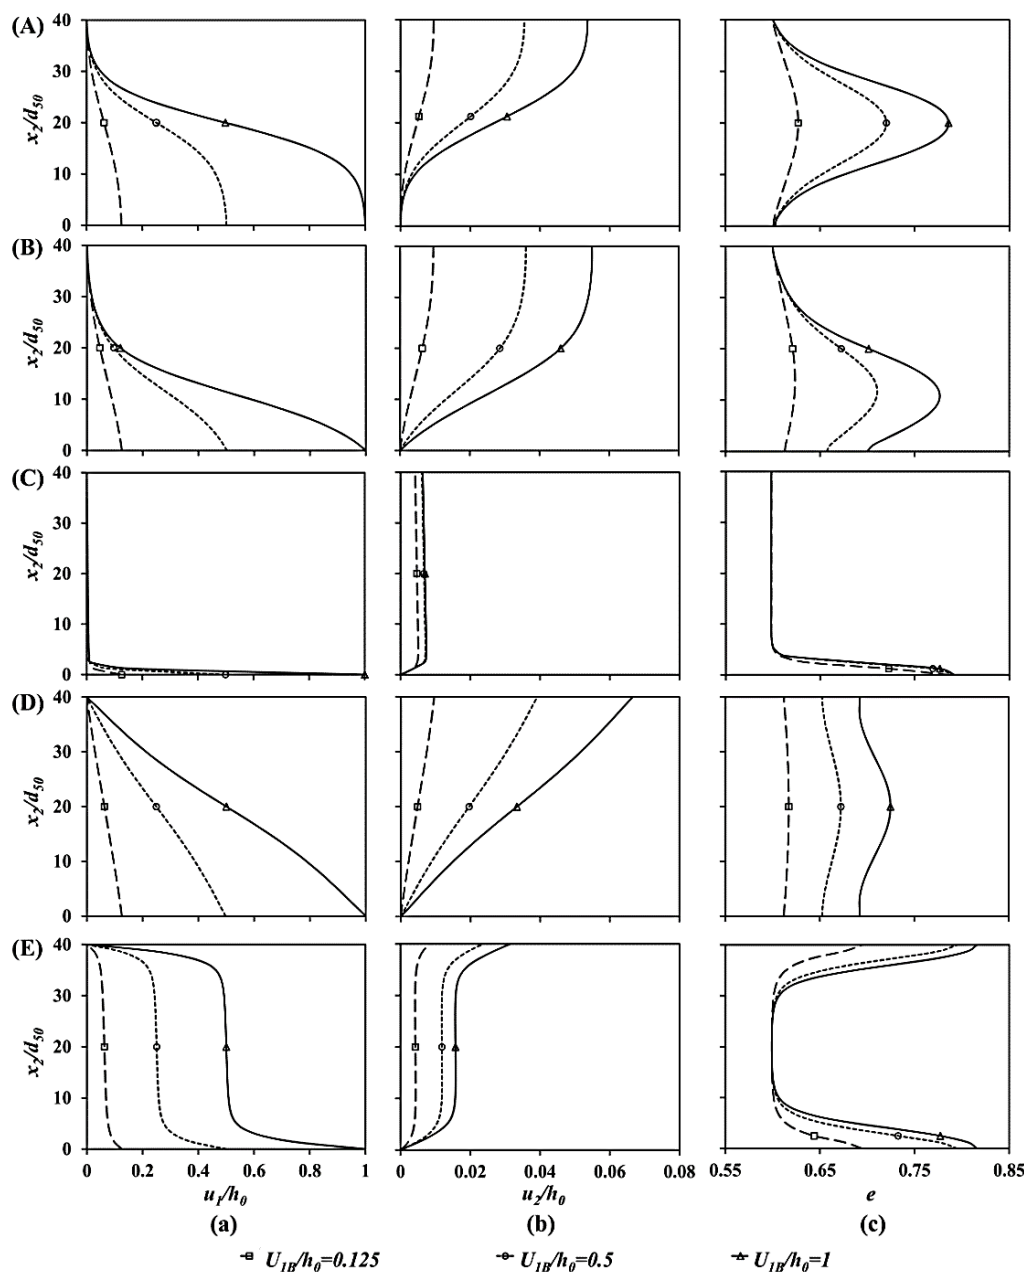 (A)
x₂/d₅₀
40
30
20
10
0
(B)
x₂/d₅₀
40
30
20
10
0
(C)
x₂/d₅₀
40
30
20
10
0
(D)
x₂/d₅₀
40
30
20
10
0
(E)
x₂/d₅₀
40
30
20
10
0
0 0.2 0.4 0.6 0.8 1
0 0.02 0.04 0.06 0.08
0.55 0.65 0.75 0.85
u₁/h₀
u₂/h₀
e
(a)
(b)
(c)
U₁B/h₀=0.125
U₁B/h₀=0.5
U₁B/h₀=1